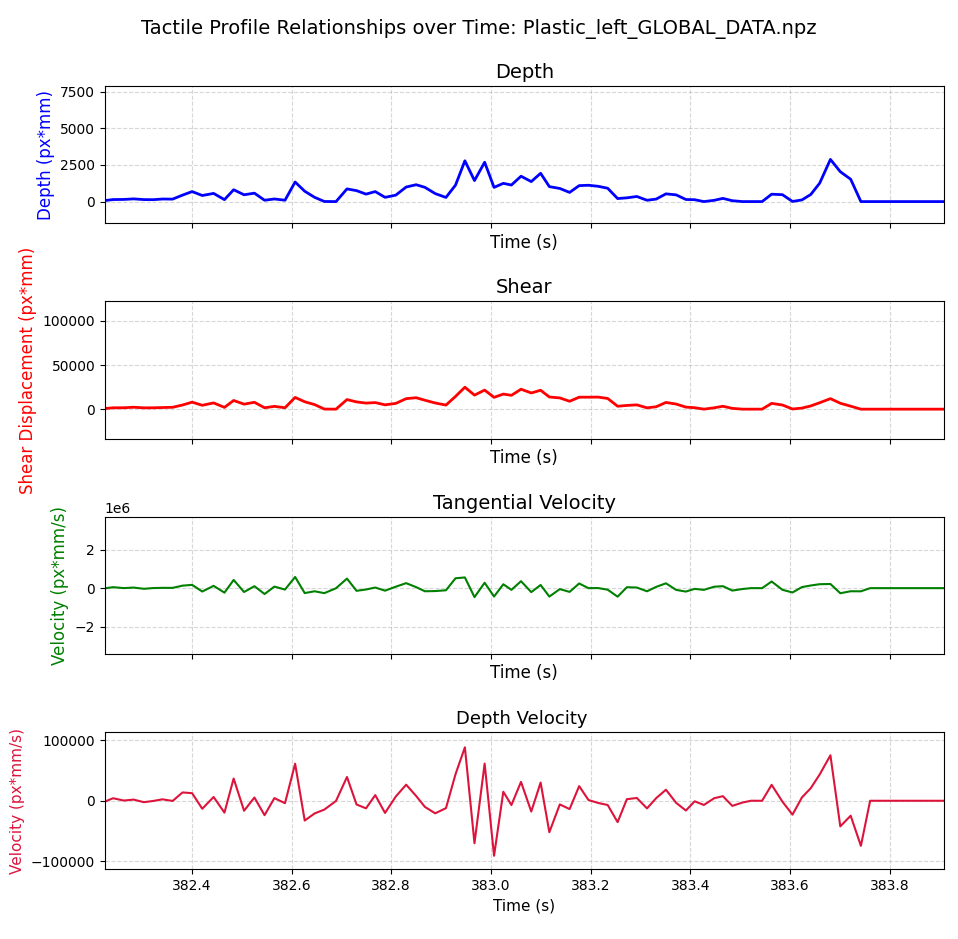 Tactile Profile Relationships over Time: Plastic_left_GLOBAL_DATA.npz
Depth
Depth (px*mm)
7500
5000
2500
0
Time (s)
Shear
Shear Displacement (px*mm)
100000
50000
0
Time (s)
Tangential Velocity
1e6
Velocity (px*mm/s)
2
0
−2
Time (s)
Depth Velocity
Velocity (px*mm/s)
100000
0
−100000
382.4 382.6 382.8 383.0 383.2 383.4 383.6 383.8
Time (s)